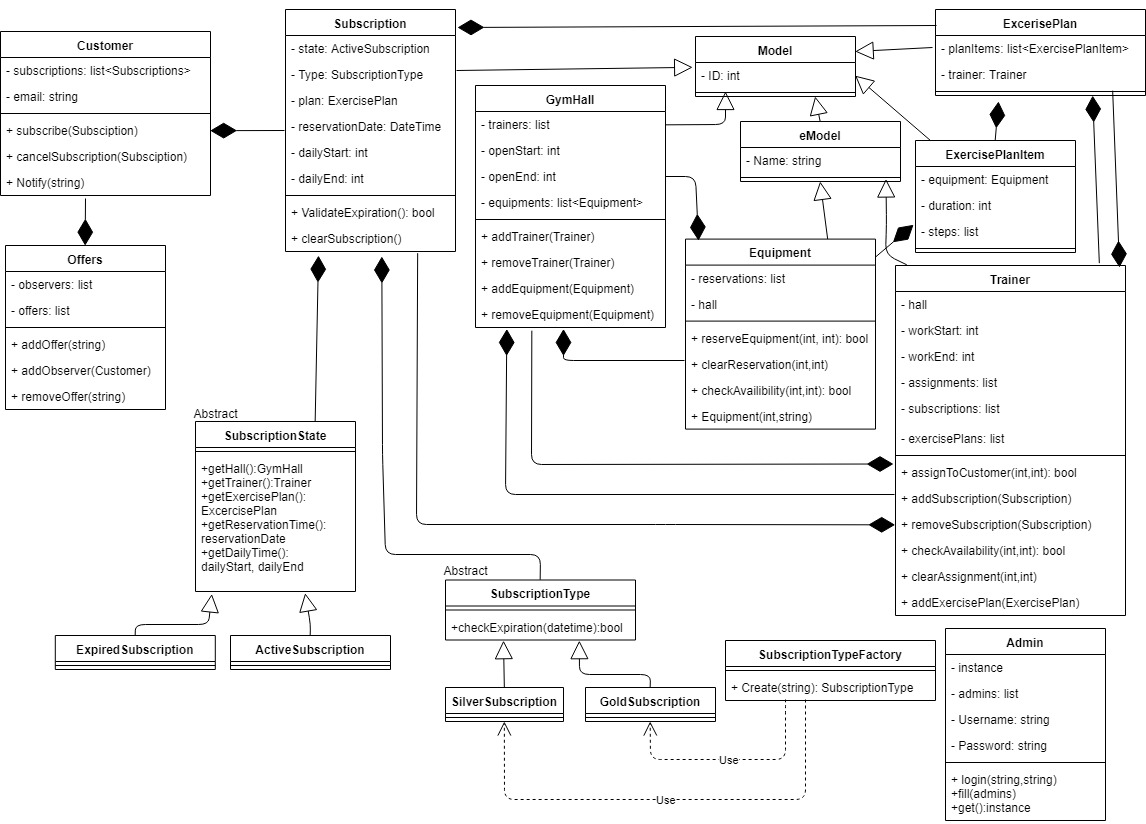 Customer
- subscriptions: list<Subscriptions>
- email: string
+ subscribe(Subsciption)
+ cancelSubscription(Subsciption)
+ Notify(string)
Offers
- observers: list
- offers: list
+ addOffer(string)
+ addObserver(Customer)
+ removeOffer(string)
Subscription
- state: ActiveSubscription
- Type: SubscriptionType
- plan: ExercisePlan
- reservationDate: DateTime
- dailyStart: int
- dailyEnd: int
+ ValidateExpiration(): bool
+ clearSubscription()
GymHall
- trainers: list
- openStart: int
- openEnd: int
- equipments: list<Equipment>
+ addTrainer(Trainer)
+ removeTrainer(Trainer)
+ addEquipment(Equipment)
+ removeEquipment(Equipment)
Model
- ID: int
eModel
- Name: string
ExcerisePlan
- planItems: list<ExercisePlanItem>
- trainer: Trainer
ExercisePlanItem
- equipment: Equipment
- duration: int
- steps: list
Equipment
- reservations: list
- hall
+ reserveEquipment(int, int): bool
+ clearReservation(int,int)
+ checkAvailibility(int,int): bool
+ Equipment(int,string)
Trainer
- hall
- workStart: int
- workEnd: int
- assignments: list
- subscriptions: list
- exercisePlans: list
+ assignToCustomer(int,int): bool
+ addSubscription(Subscription)
+ removeSubscription(Subscription)
+ checkAvailability(int,int): bool
+ clearAssignment(int,int)
+ addExercisePlan(ExercisePlan)
Abstract
SubscriptionState
+getHall():GymHall
+getTrainer():Trainer
+getExercisePlan():
ExcercisePlan
+getReservationTime():
reservationDate
+getDailyTime():
dailyStart, dailyEnd
ExpiredSubscription
ActiveSubscription
Abstract
SubscriptionType
+checkExpiration(datetime):bool
SilverSubscription
GoldSubscription
SubscriptionTypeFactory
+ Create(string): SubscriptionType
Use
Use
Admin
- instance
- admins: list
- Username: string
- Password: string
+ login(string,string)
+fill(admins)
+get():instance